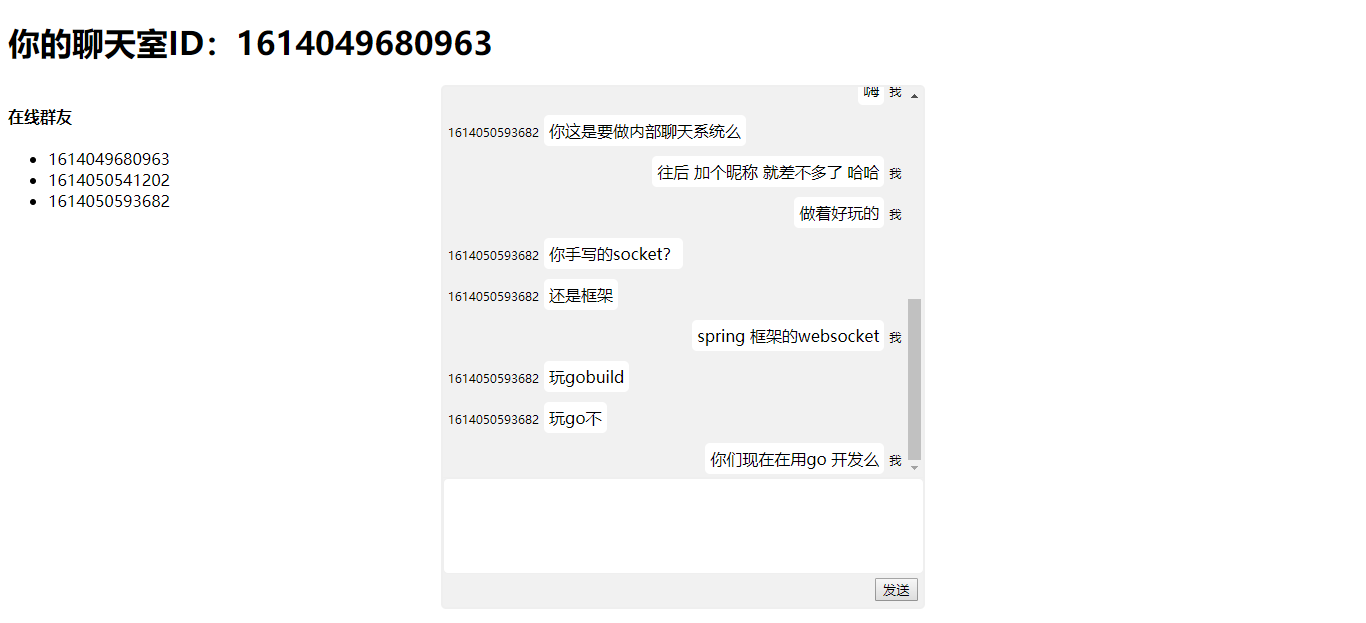 你的聊天室ID：1614049680963
在线群友
1614049680963
1614050541202
1614050593682
嗨 我
1614050593682 你这是要做内部聊天系统么
往后 加个昵称 就差不多了 哈哈 我
做着好玩的 我
1614050593682 你手写的socket？
1614050593682 还是框架
spring 框架的websocket 我
1614050593682 玩gobuild
1614050593682 玩go不
你们现在在用go 开发么 我
发送